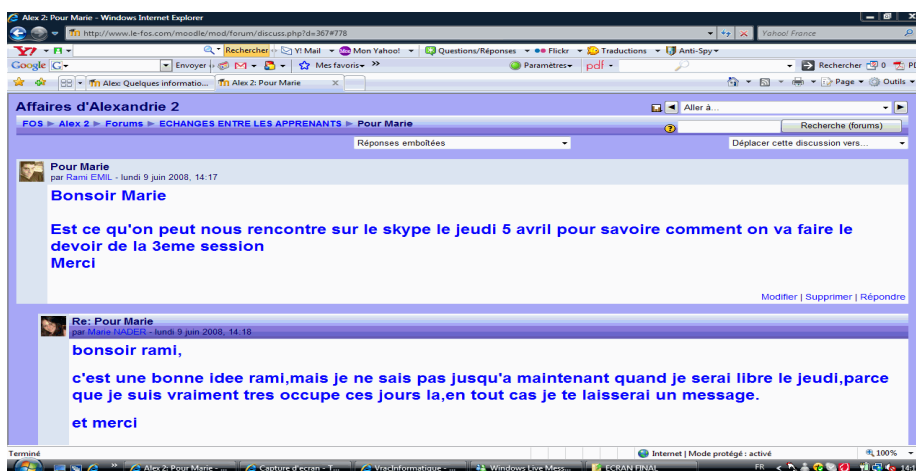 Alex 2: Pour Marie - Windows Internet Explorer
http://www.le-fos.com/moodle/mod/forum/discuss.php?d=367#778
Yahoo! France
Rechercher Y! Mail Mon Yahoo! Questions/Réponses Flickr Traductions Anti-Spy
Google G Envoyer Mes favoris Paramètres pdf Rechercher 0 PD
Alex: Quelques informatio... Alex 2: Pour Marie Page Outils
Affaires d'Alexandrie 2
Aller à...
FOS ► Alex 2 ► Forums ► ECHANGES ENTRE LES APPRENANTS ► Pour Marie
Recherche (forums)
Réponses emboîtées
Déplacer cette discussion vers...
Pour Marie
par Rami EMIL - lundi 9 juin 2008, 14:17
Bonsoir Marie
Est ce qu'on peut nous rencontre sur le skype le jeudi 5 avril pour savoire comment on va faire le
devoir de la 3eme session
Merci
Modifier | Supprimer | Répondre
Re: Pour Marie
par Marie NADER - lundi 9 juin 2008, 14:18
bonsoir rami,
c'est une bonne idee rami,mais je ne sais pas jusqu'a maintenant quand je serai libre le jeudi,parce
que je suis vraiment tres occupe ces jours la,en tout cas je te laisserai un message.
et merci
Terminé
Internet | Mode protégé : activé
100%
Alex 2: Pour Marie - ... Capture d'ecran - T... VracInformatique - ... Windows Live Mess... ECRAN FINAL FR